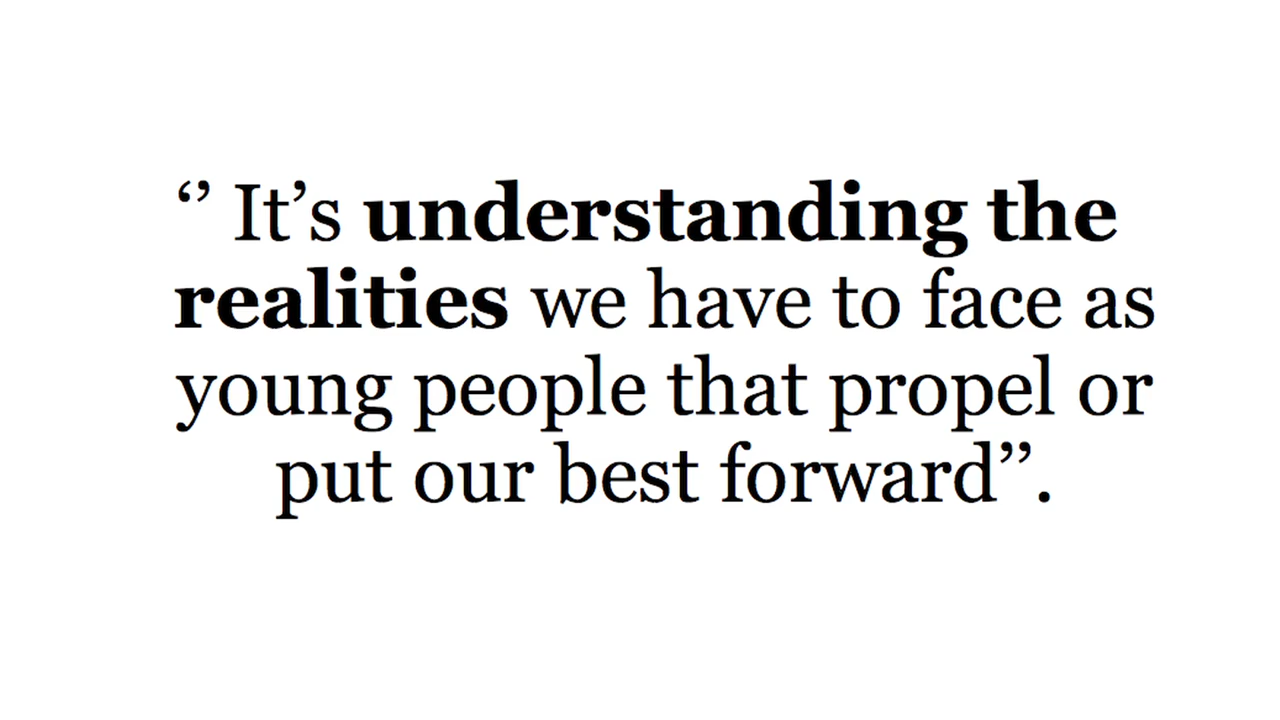 ‘’ It’s understanding the
realities we have to face as
young people that propel or
put our best forward’’.